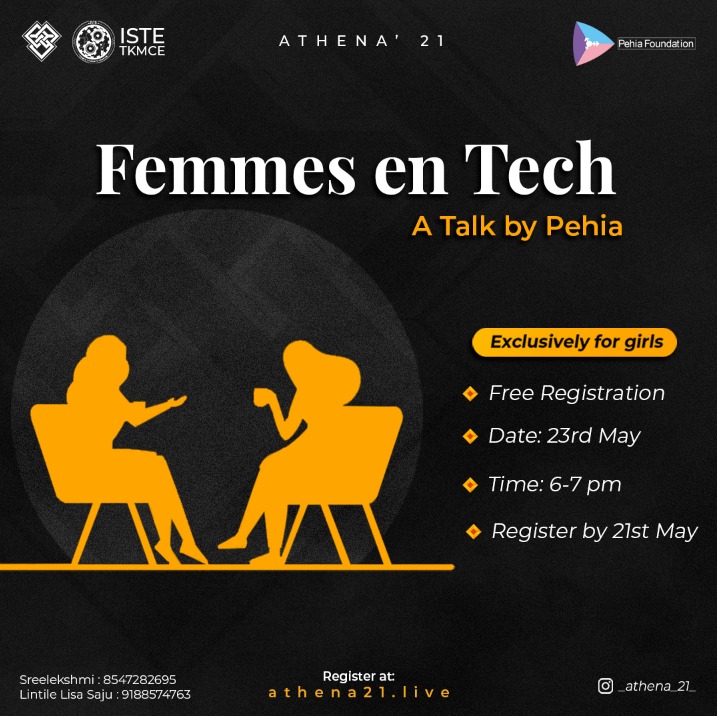 ISTE
TKMCE
ATHENA' 21
Pehia Foundation
Femmes en Tech
A Talk by Pehia
Exclusively for girls
Free Registration
Date: 23rd May
Time: 6-7 pm
Register by 21st May
Sreelekshmi : 8547282695
Lintile Lisa Saju : 9188574763
Register at:
athena21.live
_athena_21_